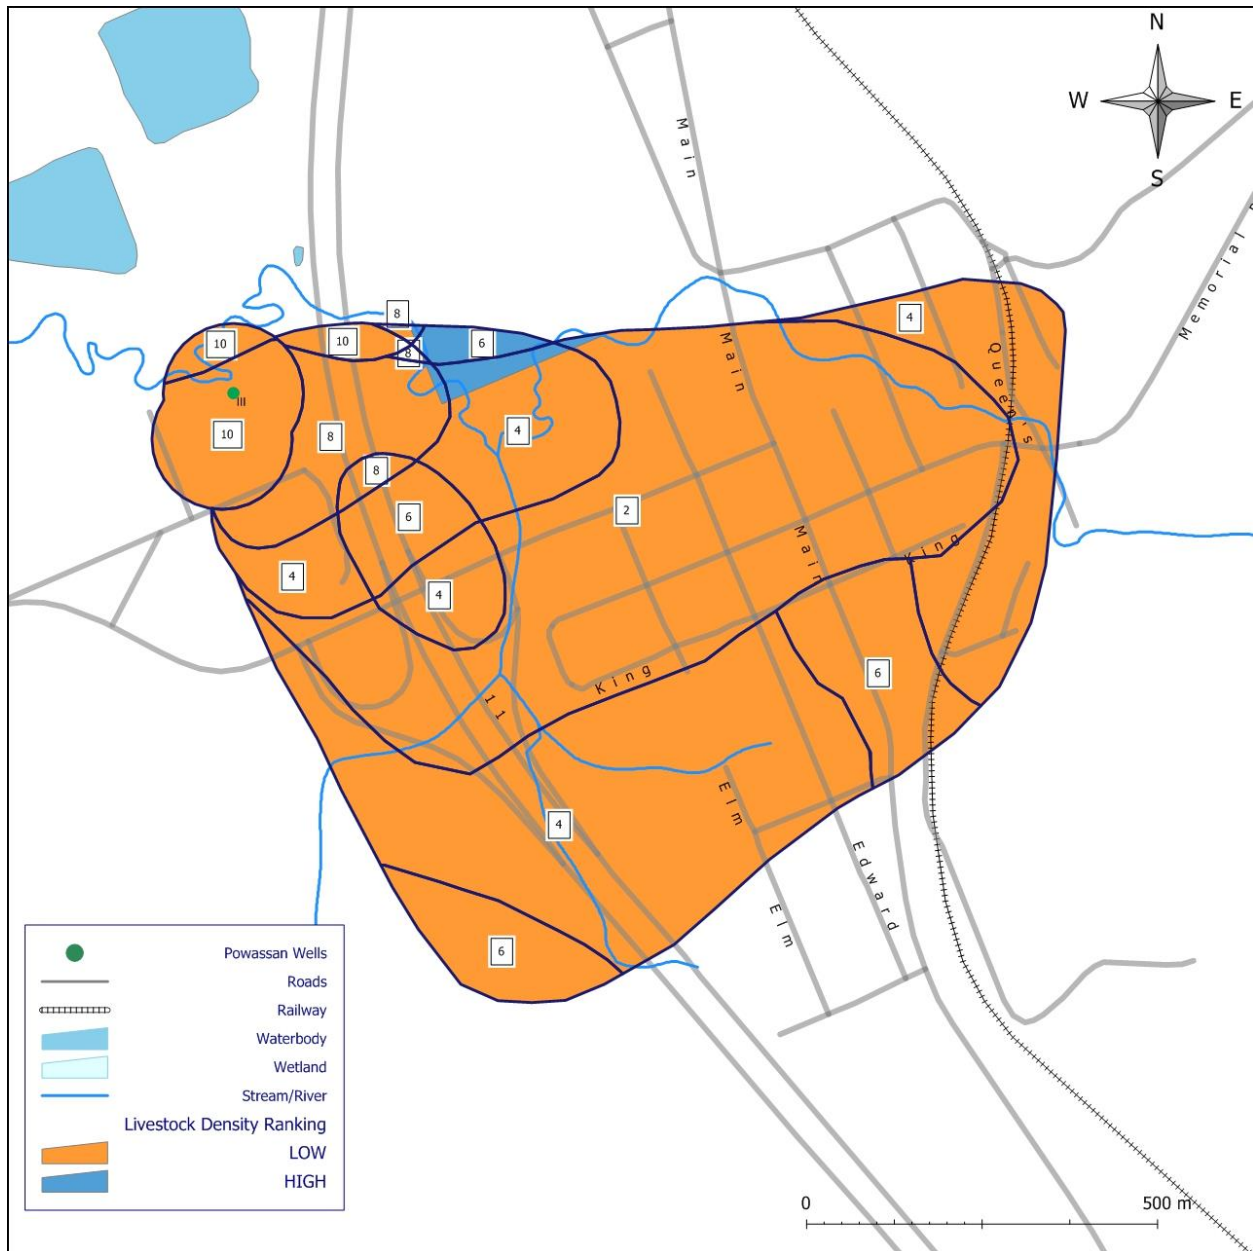 N
W E
S
Main
Memorial
8
4
10
10
6
8
Main
Queen's
III
10
8
4
8
6
2
Main
King
4
4
King
6
11
Elm
4
Edward
Elm
6
Powassan Wells
Roads
Railway
Waterbody
Wetland
Stream/River
Livestock Density Ranking
LOW
HIGH
0 500 m